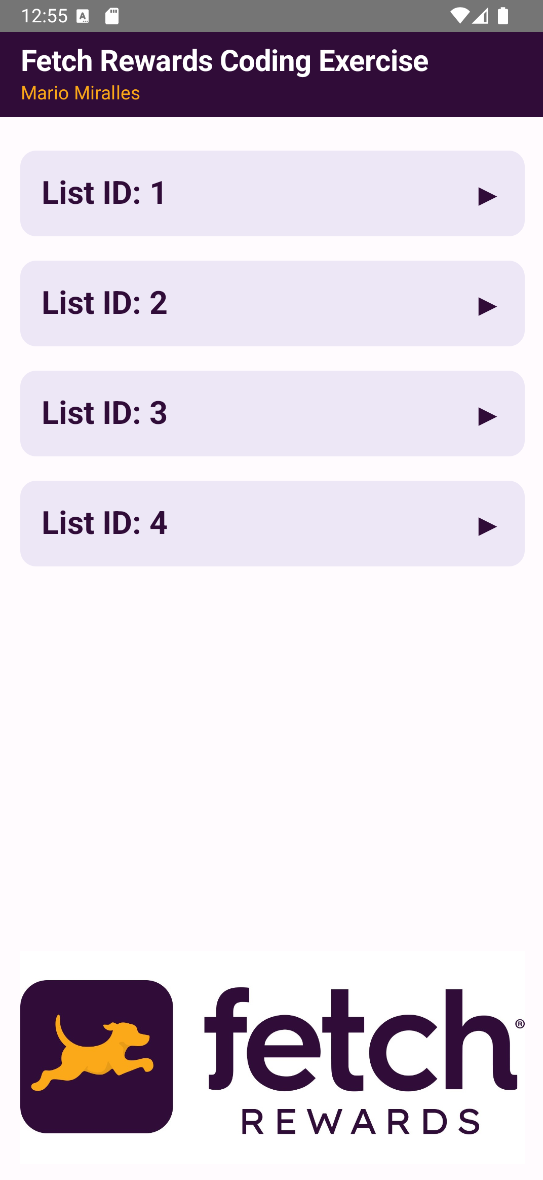 12:55
Fetch Rewards Coding Exercise
Mario Miralles
List ID: 1
List ID: 2
List ID: 3
List ID: 4
fetch®
REWARDS